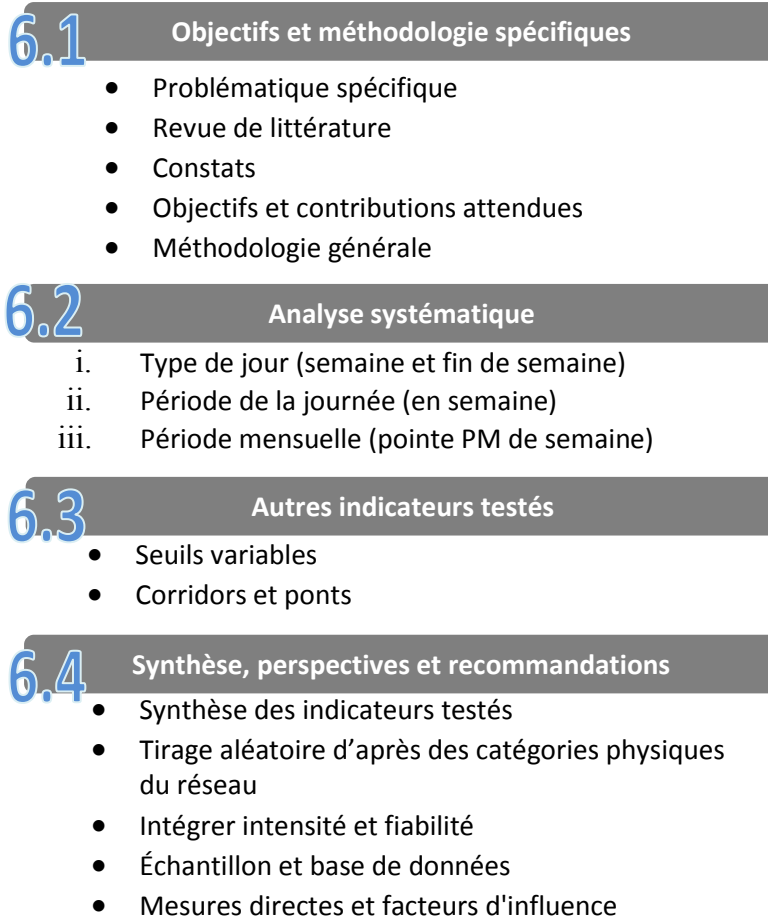 6.1 Objectifs et méthodologie spécifiques
• Problématique spécifique
• Revue de littérature
• Constats
• Objectifs et contributions attendues
• Méthodologie générale
6.2 Analyse systématique
i. Type de jour (semaine et fin de semaine)
ii. Période de la journée (en semaine)
iii. Période mensuelle (pointe PM de semaine)
6.3 Autres indicateurs testés
• Seuils variables
• Corridors et ponts
6.4 Synthèse, perspectives et recommandations
• Synthèse des indicateurs testés
• Tirage aléatoire d’après des catégories physiques
du réseau
• Intégrer intensité et fiabilité
• Échantillon et base de données
• Mesures directes et facteurs d'influence